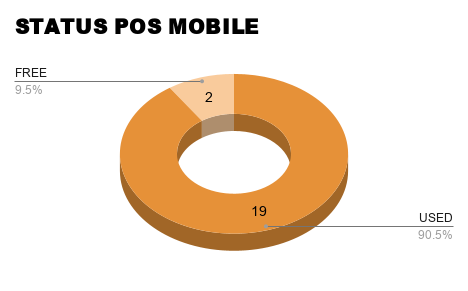 STATUS POS MOBILE
FREE
9.5%
2
19
USED
90.5%